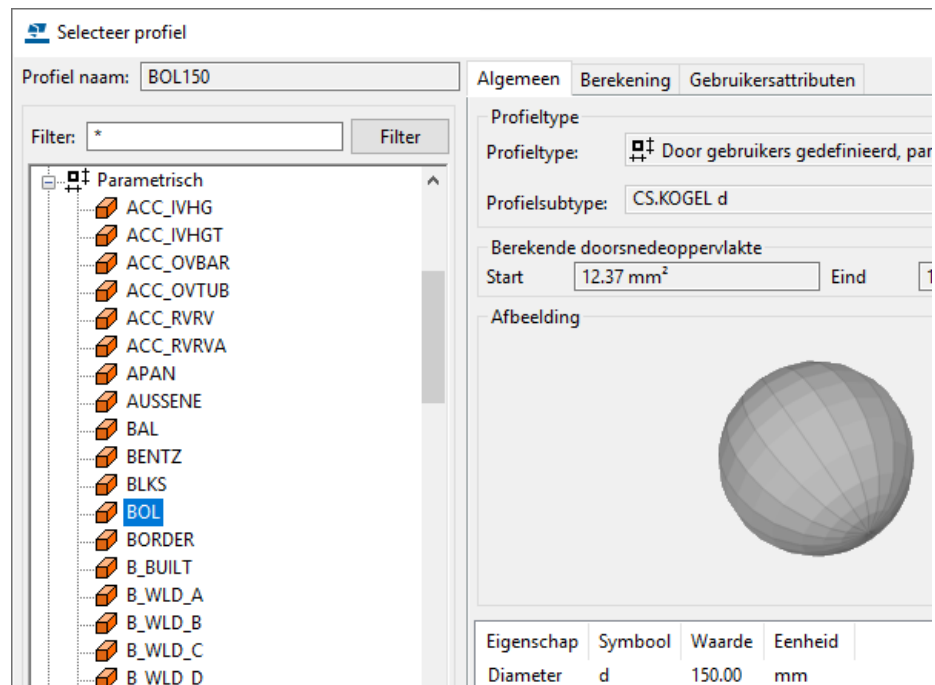 Selecteer profiel
Profiel naam: BOL150
Filter: * Filter
Parametrisch
ACC_IVHG
ACC_IVHGT
ACC_OVBAR
ACC_OVTUB
ACC_RVRV
ACC_RVRVA
APAN
AUSSENE
BAL
BENTZ
BLKS
BOL
BORDER
B_BUILT
B_WLD_A
B_WLD_B
B_WLD_C
B_WLD_D
Algemeen Berekening Gebruikersattributen
Profieltype
Profieltype: Door gebruikers gedefinieerd, par
Profielsubtype: CS.KOGEL d
Berekende doorsnedeoppervlakte
Start 12.37 mm² Eind 1
Afbeelding
Eigenschap Symbool Waarde Eenheid
Diameter d 150.00 mm